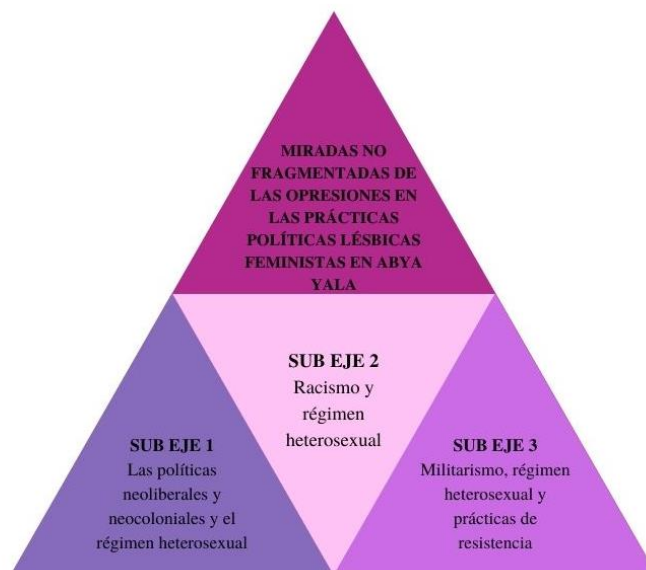 MIRADAS NO
FRAGMENTADAS DE
LAS OPRESIONES EN
LAS PRÁCTICAS
POLÍTICAS LÉSBICAS
FEMINISTAS EN ABYA
YALA
SUB EJE 1
Las políticas
neoliberales y
neocoloniales y el
régimen heterosexual
SUB EJE 2
Racismo y
régimen
heterosexual
SUB EJE 3
Militarismo, régimen
heterosexual y
prácticas de
resistencia